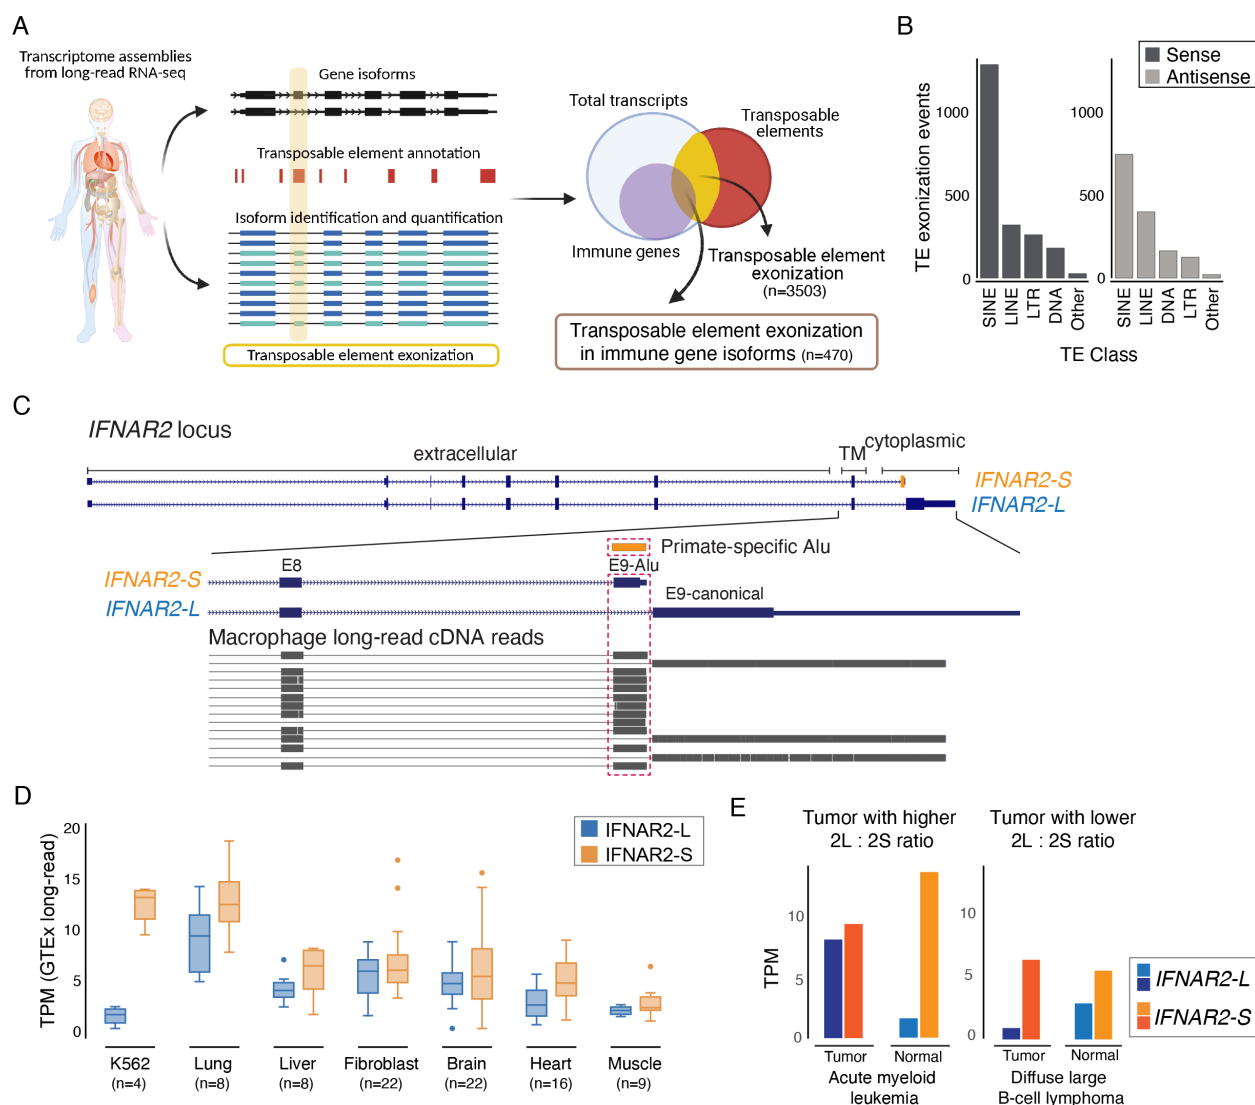 A
Transcriptome assemblies
from long-read RNA-seq
Gene isoforms
Transposable element annotation
Isoform identification and quantification
Transposable element exonization
Total transcripts
Transposable
elements
Immune genes
Transposable element
exonization
(n=3503)
Transposable element exonization
in immune gene isoforms (n=470)
B
Sense
Antisense
TE exonization events
1000
500
0
SINE
LINE
LTR
DNA
Other
1000
500
0
SINE
LINE
DNA
LTR
Other
TE Class
C
IFNAR2 locus
extracellular
TM
cytoplasmic
IFNAR2-S
IFNAR2-L
Primate-specific Alu
E8
E9-Alu
IFNAR2-S
E9-canonical
IFNAR2-L
Macrophage long-read cDNA reads
D
TPM (GTEx long-read)
20
15
10
5
0
IFNAR2-L
IFNAR2-S
K562
(n=4)
Lung
(n=8)
Liver
(n=8)
Fibroblast
(n=22)
Brain
(n=22)
Heart
(n=16)
Muscle
(n=9)
E
Tumor with higher
2L : 2S ratio
Tumor with lower
2L : 2S ratio
TPM
10
5
0
Tumor
Normal
Acute myeloid
leukemia
10
5
0
Tumor
Normal
Diffuse large
B-cell lymphoma
IFNAR2-L
IFNAR2-S